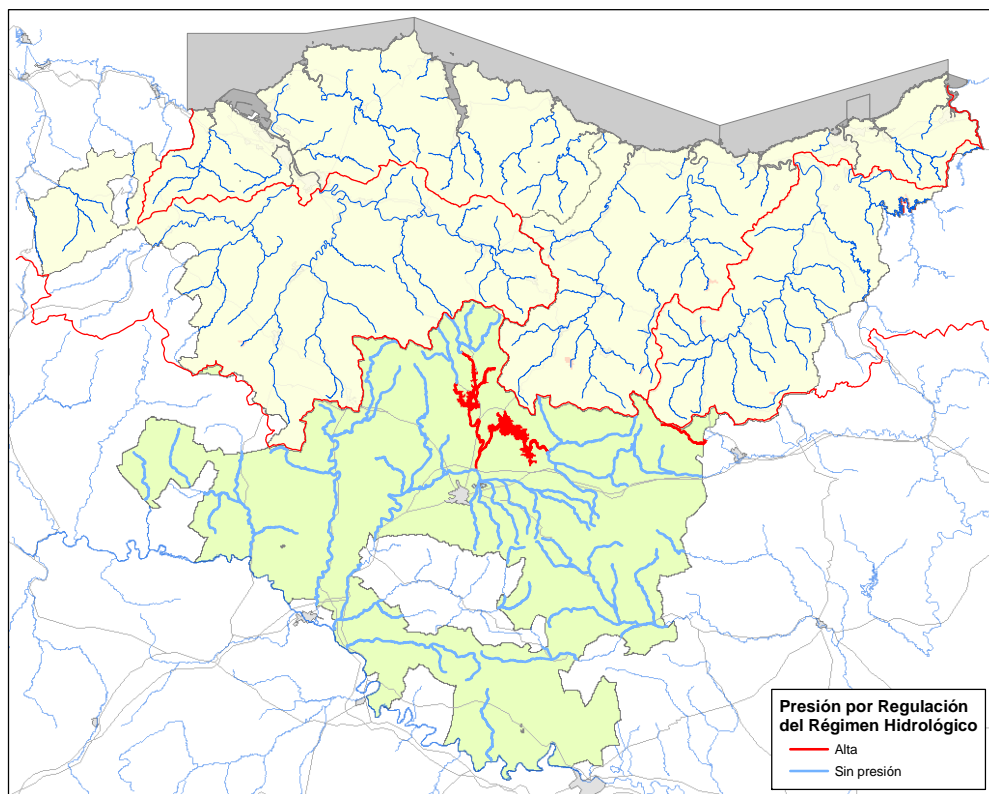 Presión por Regulación
del Régimen Hidrológico
Alta
Sin presión